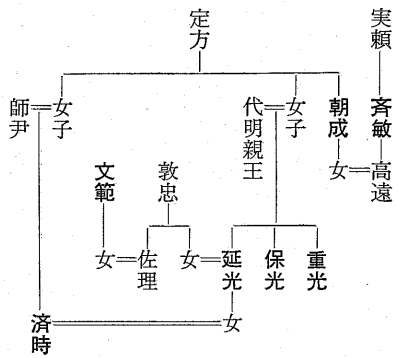 実頼
定方
斉敏
高遠
朝成
女
女子
代明親王
女子
師尹
重光
保光
延光
女
敦忠
佐理
女
文範
女
済時